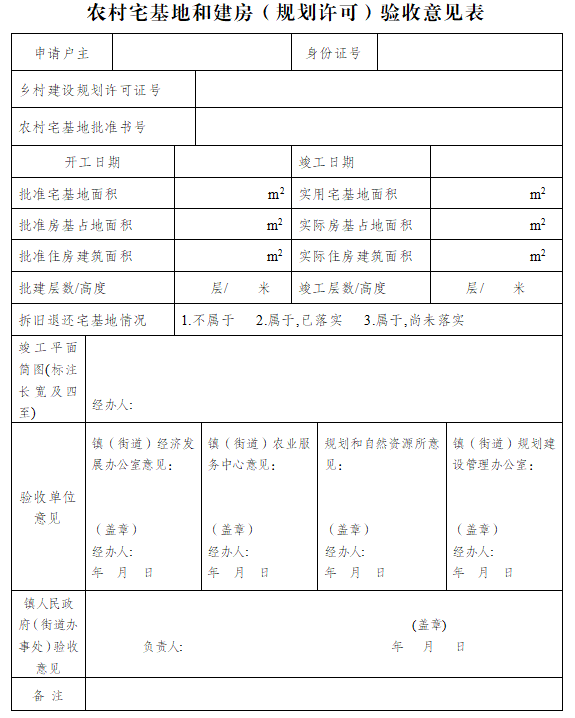 农村宅基地和建房（规划许可）验收意见表
申请户主
身份证号
乡村建设规划许可证号
农村宅基地批准书号
开工日期
竣工日期
批准宅基地面积
m²
实用宅基地面积
m²
批准房基占地面积
m²
实际房基占地面积
m²
批准住房建筑面积
m²
实际住房建筑面积
m²
批建层数/高度
层/ 米
竣工层数/高度
层/ 米
拆旧退还宅基地情况
1.不属于 2.属于,已落实 3.属于,尚未落实
竣工平面
简图(标注
长宽及四
至)
经办人:
验收单位
意见
镇（街道）经济发
展办公室意见：
（盖章）
经办人:
年 月 日
镇（街道）农业服
务中心意见：
（盖章）
经办人:
年 月 日
规划和自然资源所意
见：
（盖章）
经办人:
年 月 日
镇（街道）规划建
设管理办公室：
（盖章）
经办人:
年 月 日
镇人民政
府（街道办
事处）验收
意见
(盖章)
负责人:
年 月 日
备 注